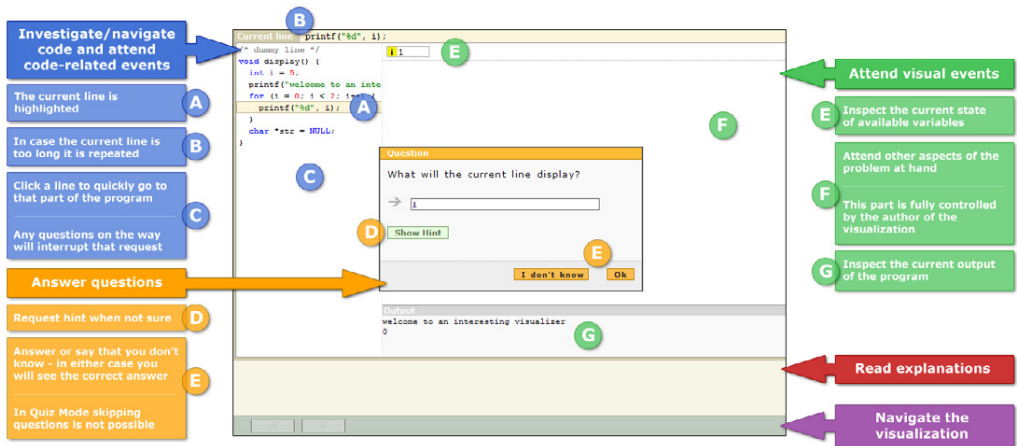 Investigate/navigate
code and attend
code-related events
The current line is
highlighted
A
In case the current line is
too long it is repeated
B
Click a line to quickly go to
that part of the program
C
Any questions on the way
will interrupt that request
Answer questions
Request hint when not sure
D
Answer or say that you don't
know - in either case you
will see the correct answer
E
In Quiz Mode skipping
questions is not possible
Current line
B
printf("%d", i);
/* dummy line */
void display() {
int i = 5;
printf("welcome to an inte
for (i = 0; i < 2; i++) {
printf("%d", i);
A
}
char *str = NULL;
}
C
i 1
E
F
Question
What will the current line display?
1
D
Show Hint
E
I don't know
Ok
Output
welcome to an interesting visualizer
0
G
<
>
Attend visual events
E
Inspect the current state
of available variables
Attend other aspects of the
problem at hand
F
This part is fully controlled
by the author of the
visualization
G
Inspect the current output
of the program
Read explanations
Navigate the
visualization